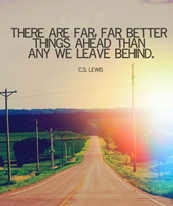 THERE ARE FAR, FAR BETTER
THINGS AHEAD THAN
ANY WE LEAVE BEHIND.
C.S. LEWIS